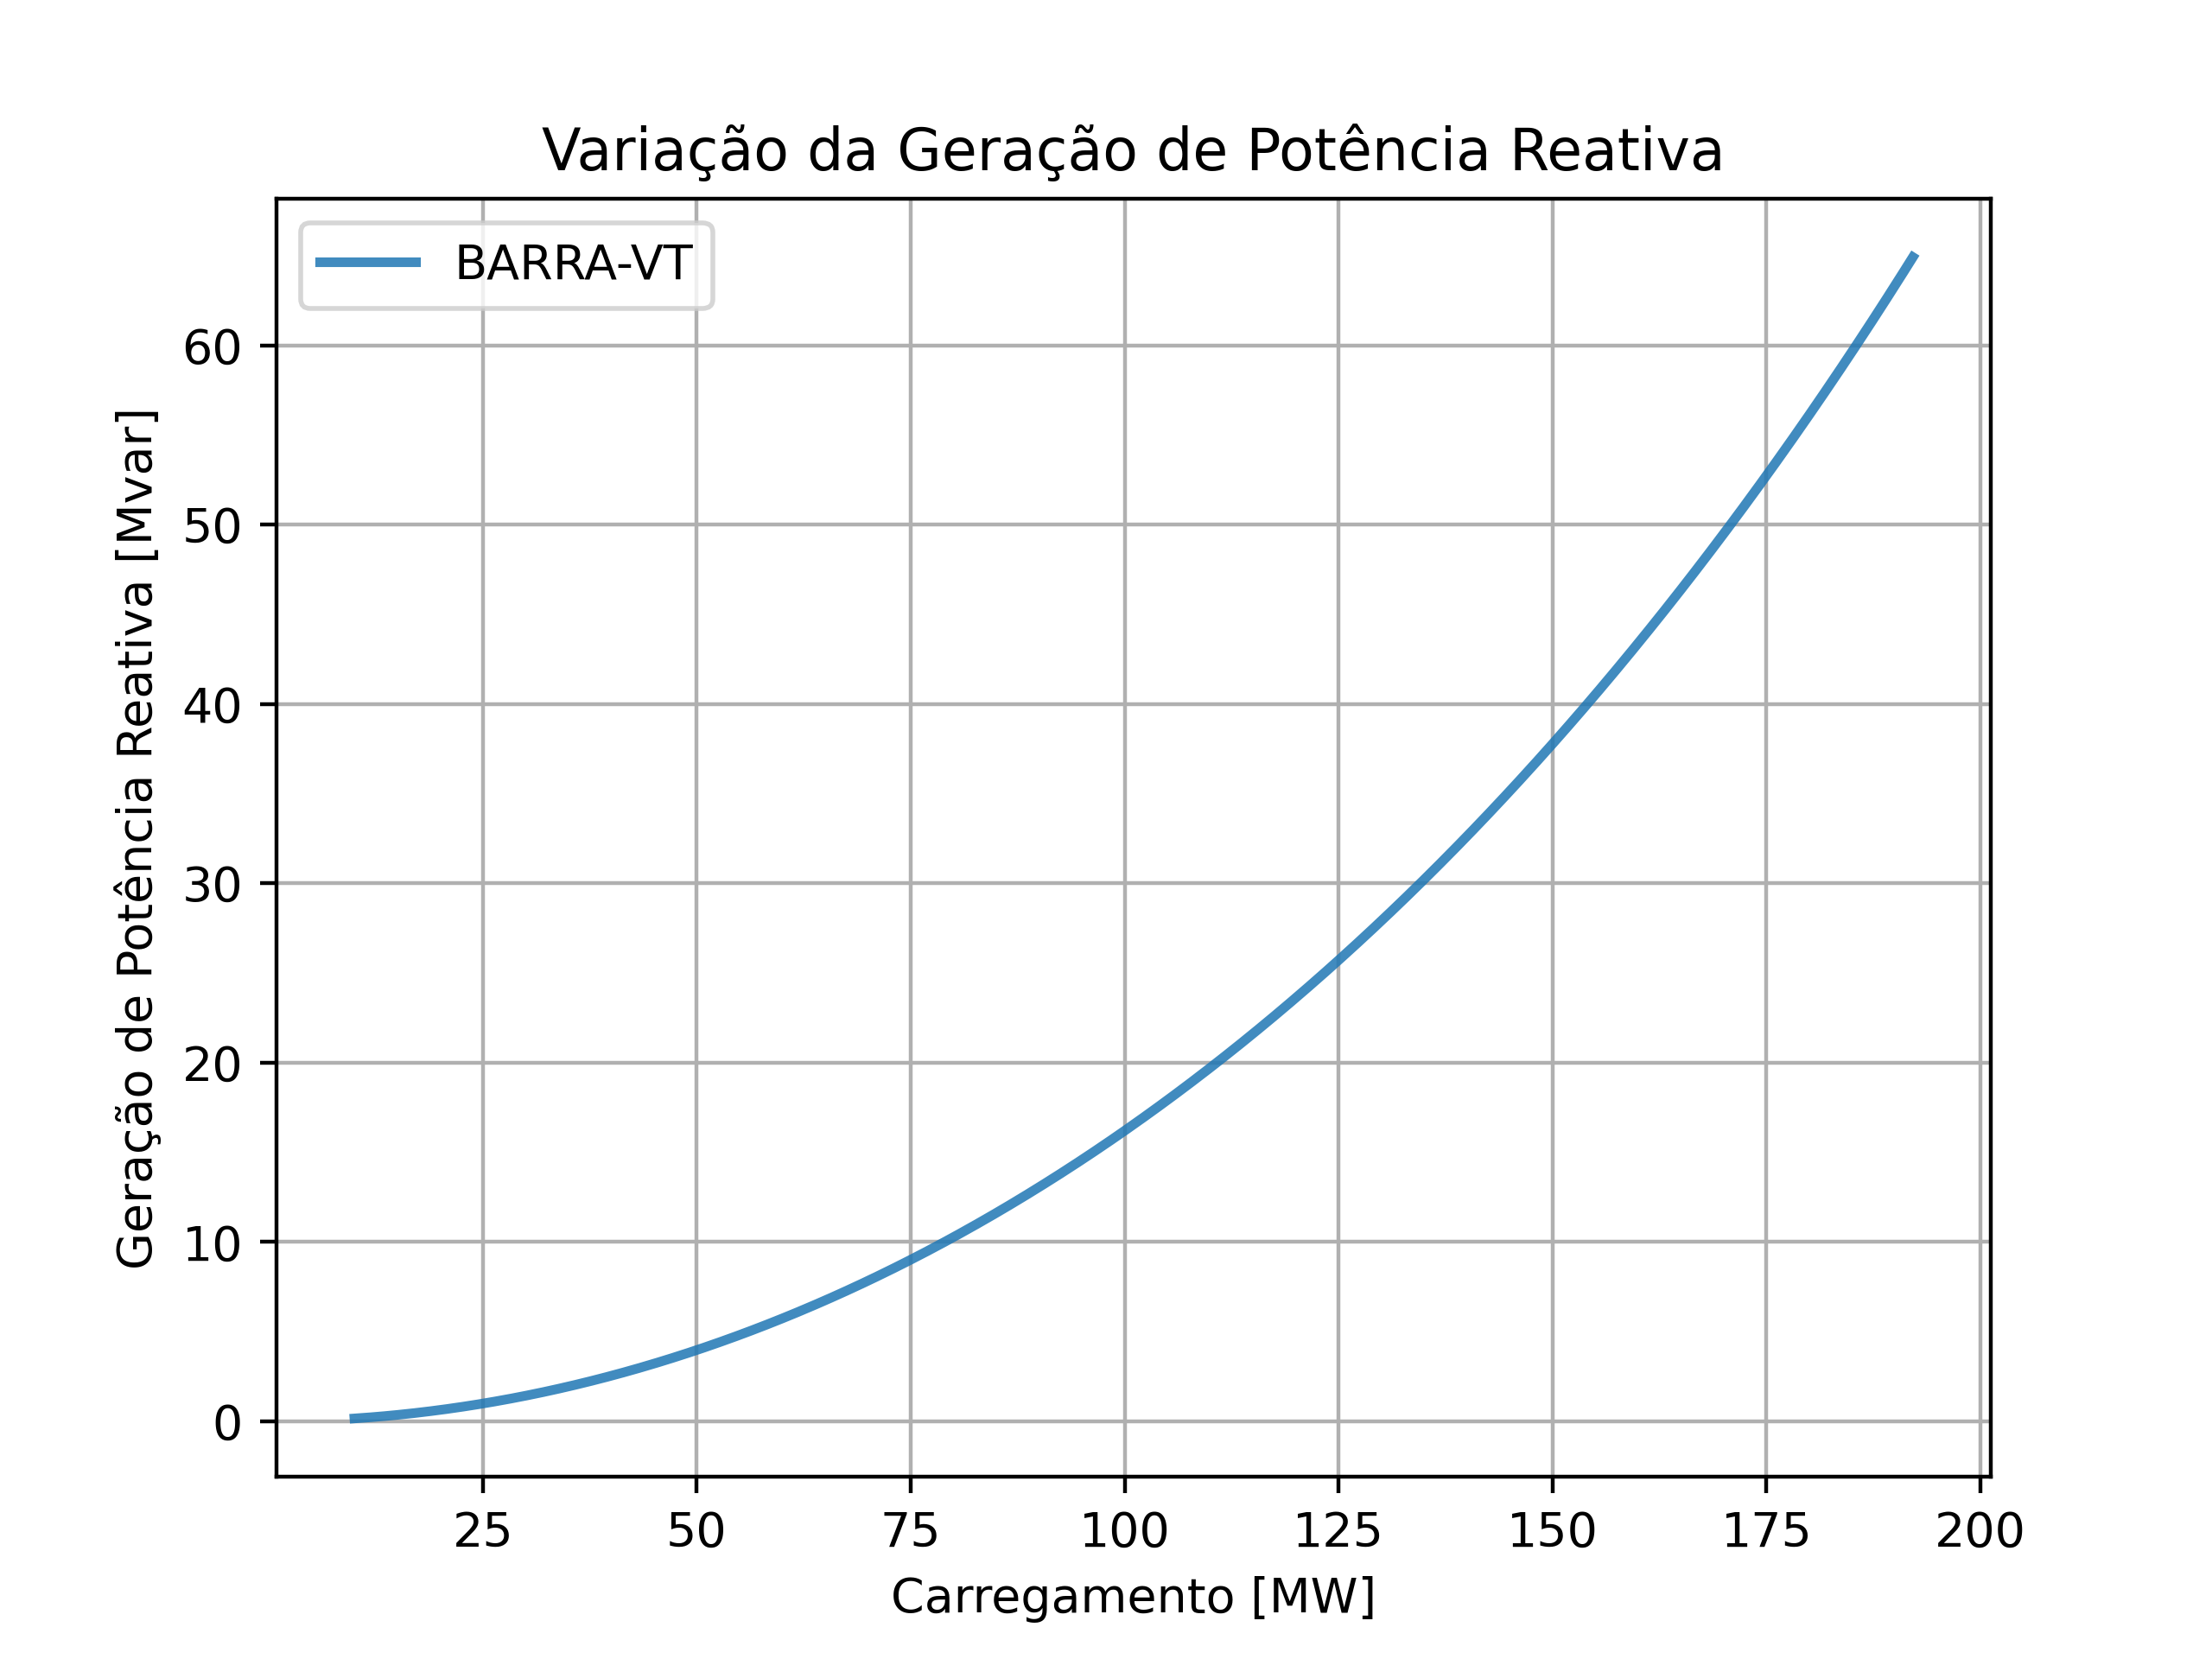 Variação da Geração de Potência Reativa
BARRA-VT
Geração de Potência Reativa [Mvar]
60
50
40
30
20
10
0
25 50 75 100 125 150 175 200
Carregamento [MW]